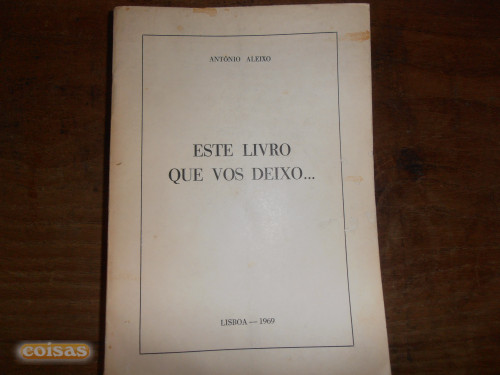 ANTÓNIO ALEIXO
ESTE LIVRO
QUE VOS DEIXO...
LISBOA — 1969
coisas